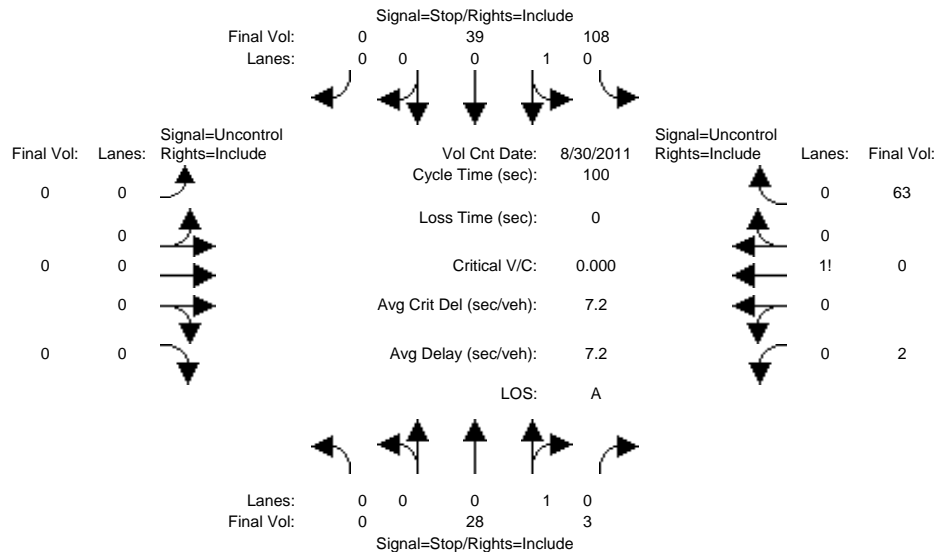 Signal=Stop/Rights=Include
Final Vol: 0 39 108
Lanes: 0 0 0 1 0
Signal=Uncontrol
Final Vol: Lanes: Rights=Include
Vol Cnt Date: 8/30/2011
Signal=Uncontrol
Rights=Include Lanes: Final Vol:
Cycle Time (sec): 100
0 0
0 63
Loss Time (sec): 0
0
0
0 0
Critical V/C: 0.000
1! 0
0
Avg Crit Del (sec/veh): 7.2
0
0 0
Avg Delay (sec/veh): 7.2
0 2
LOS: A
Lanes: 0 0 0 1 0
Final Vol: 0 28 3
Signal=Stop/Rights=Include